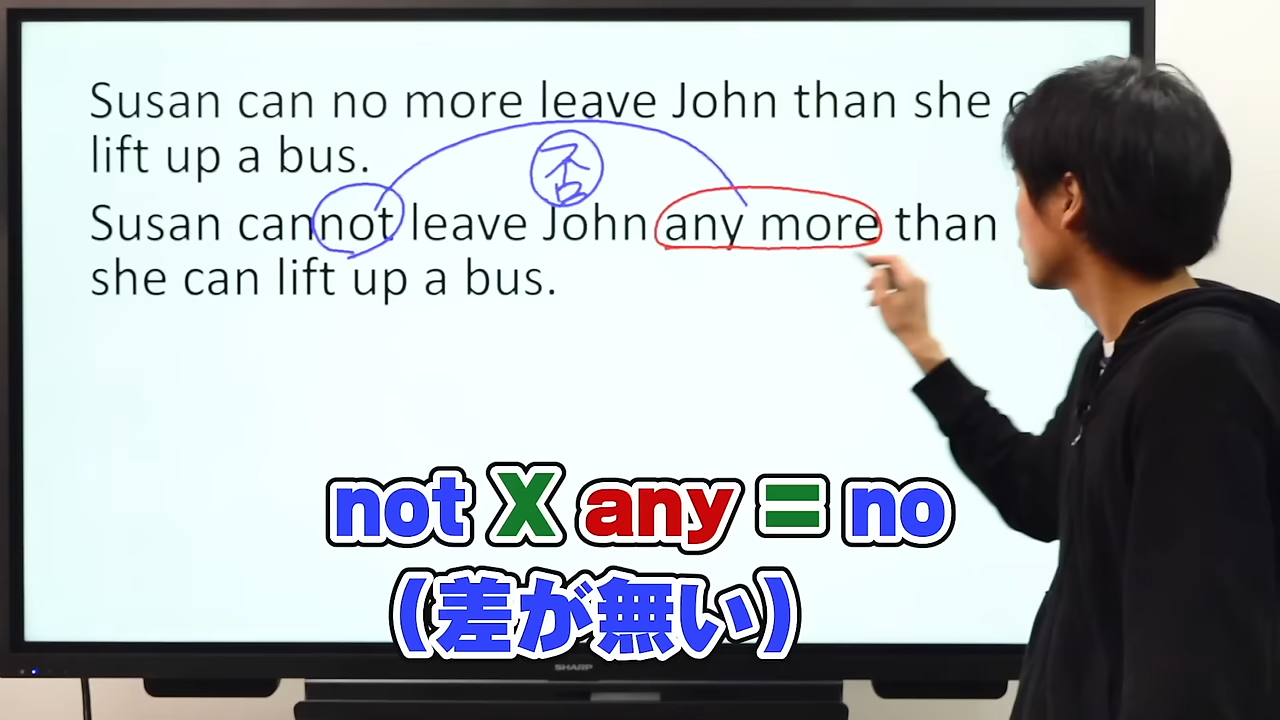 Susan can no more leave John than she
lift up a bus.
否
Susan cannot leave John any more than
she can lift up a bus.
not X any = no
(差が無い)
SHARP